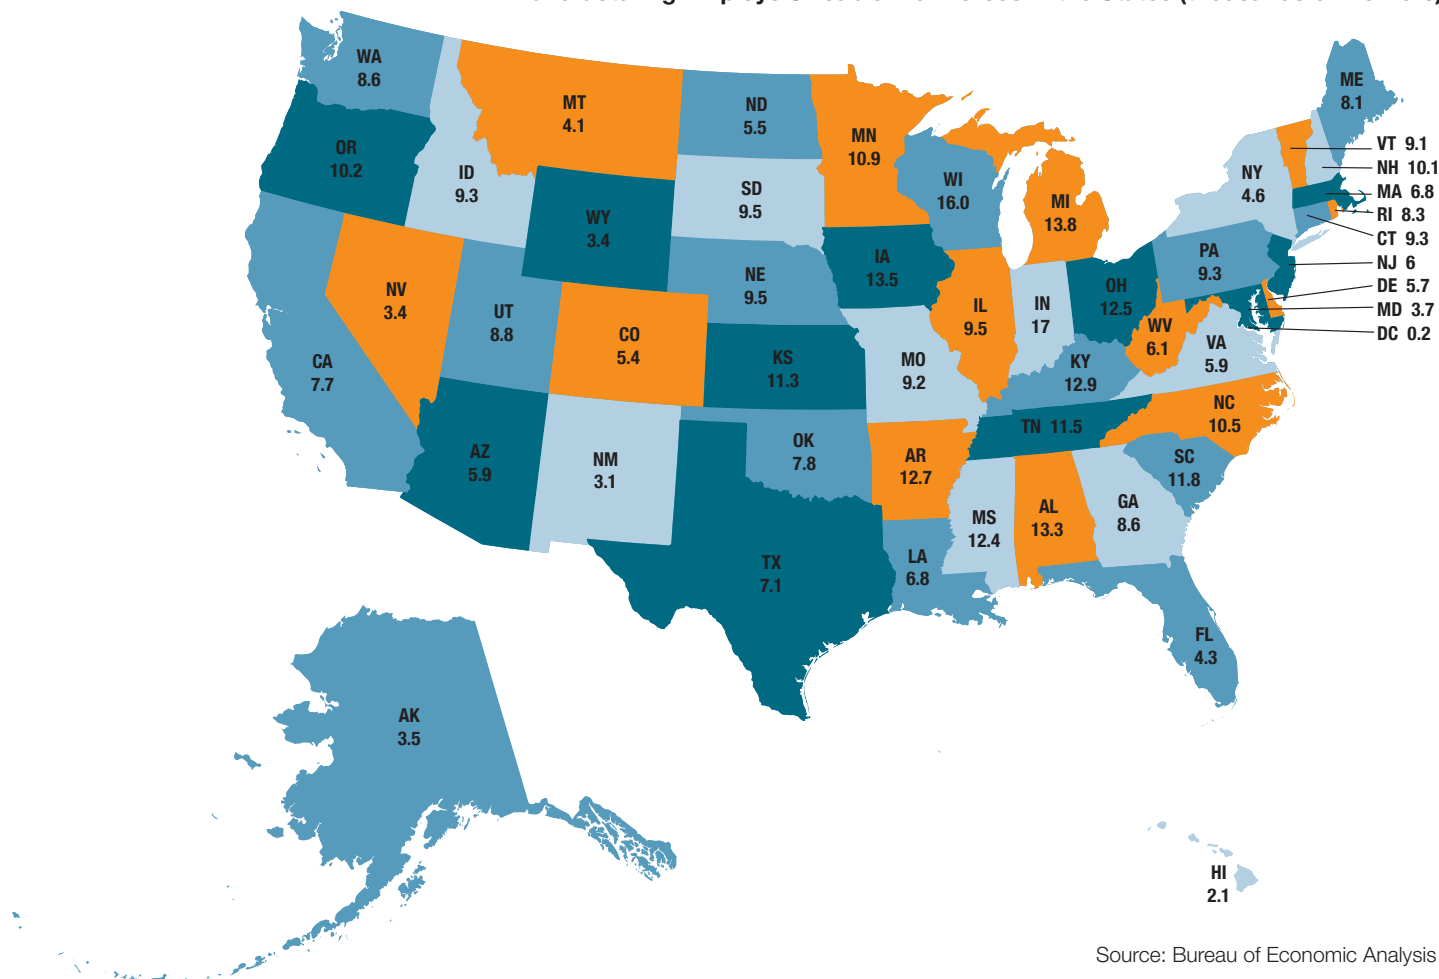 WA
8.6
MT
4.1
ND
5.5
MN
10.9
ME
8.1
OR
10.2
ID
9.3
SD
9.5
WI
16.0
MI
13.8
NY
4.6
VT 9.1
NH 10.1
MA 6.8
RI 8.3
CT 9.3
NJ 6
DE 5.7
MD 3.7
DC 0.2
WY
3.4
IA
13.5
NE
9.5
PA
9.3
NV
3.4
UT
8.8
CO
5.4
IL
9.5
IN
17
OH
12.5
WV
6.1
VA
5.9
CA
7.7
KS
11.3
MO
9.2
KY
12.9
NC
10.5
TN 11.5
AZ
5.9
NM
3.1
OK
7.8
AR
12.7
SC
11.8
MS
12.4
AL
13.3
GA
8.6
TX
7.1
LA
6.8
FL
4.3
AK
3.5
HI
2.1
Source: Bureau of Economic Analysis